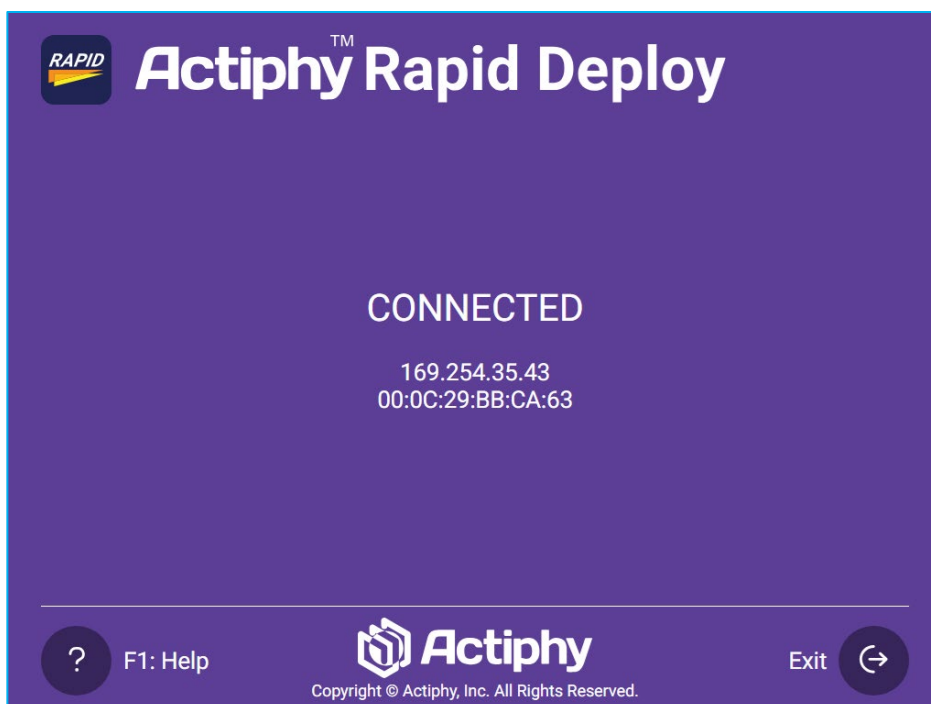 RAPID
Actiphy™ Rapid Deploy
CONNECTED
169.254.35.43
00:0C:29:BB:CA:63
? F1: Help
Actiphy
Exit
Copyright © Actiphy, Inc. All Rights Reserved.